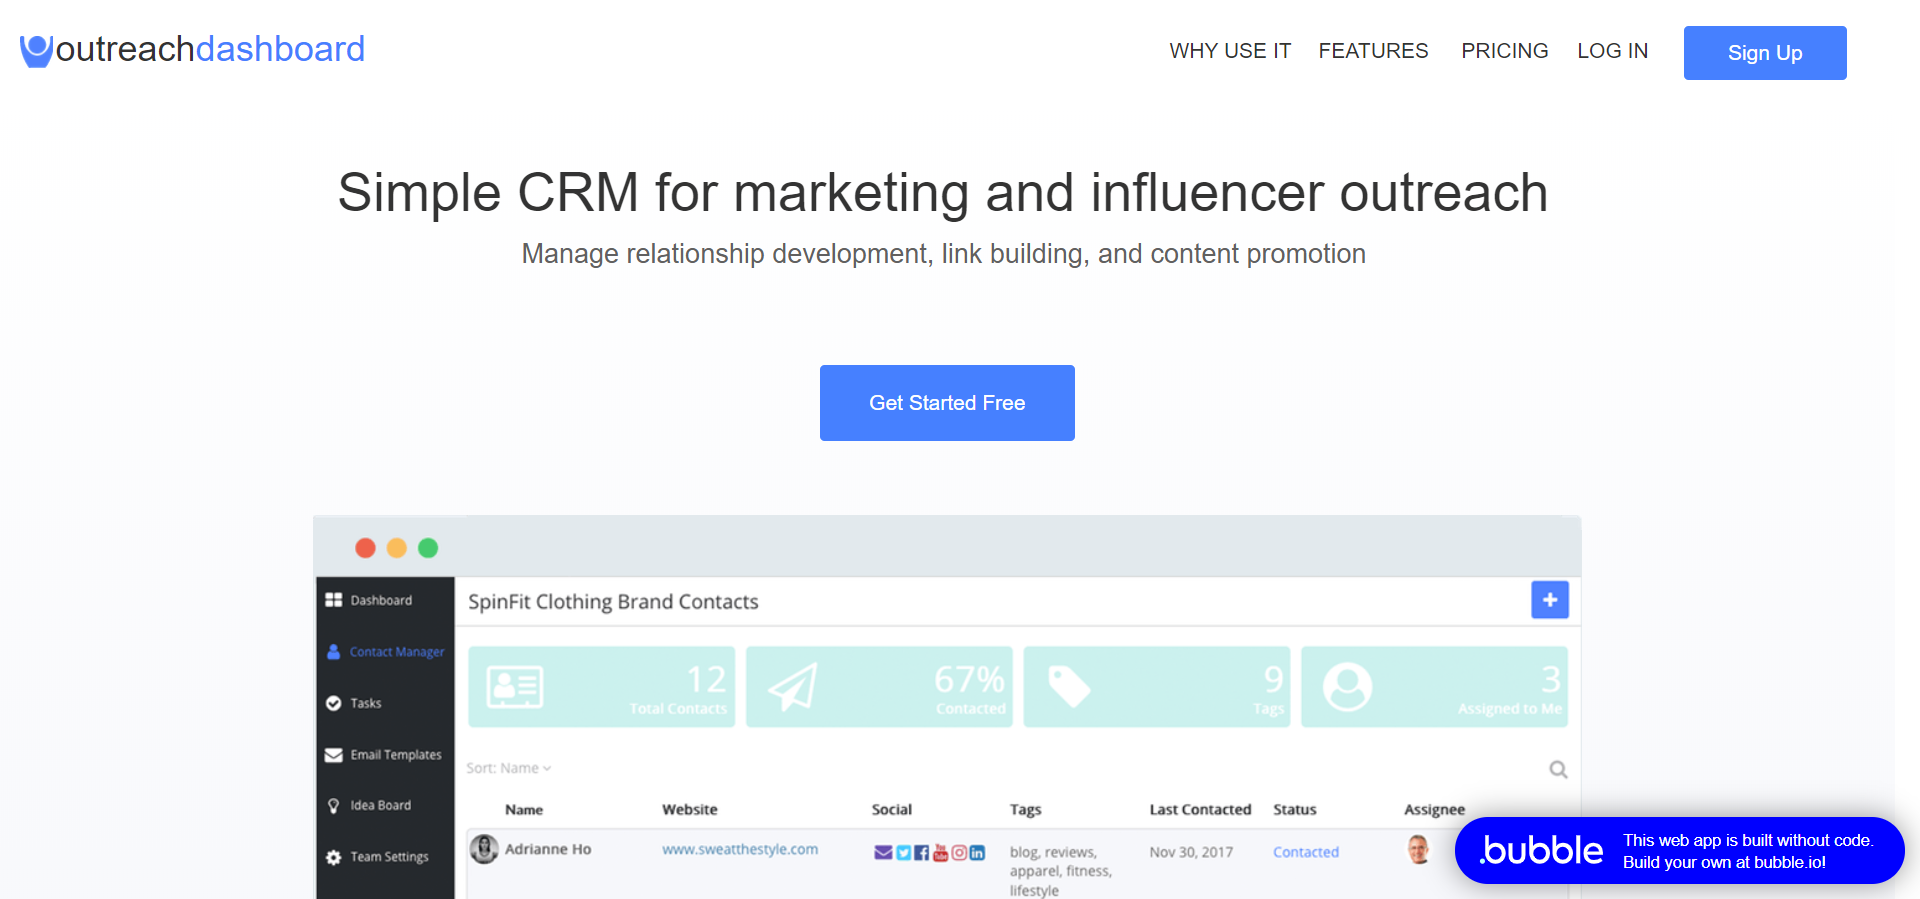 outreachdashboard
WHY USE IT FEATURES PRICING LOG IN Sign Up
Simple CRM for marketing and influencer outreach
Manage relationship development, link building, and content promotion
Get Started Free
Dashboard
Contact Manager
Tasks
Email Templates
Idea Board
Team Settings
SpinFit Clothing Brand Contacts
12
Total Contacts
67%
Contacted
9
Tags
3
Assigned to Me
Sort: Name
Name Website Social Tags Last Contacted Status Assignee
Adrianne Ho www.sweatthestyle.com blog, reviews, Nov 30, 2017 Contacted
apparel, fitness,
lifestyle
.bubble
This web app is built without code.
Build your own at bubble.io!